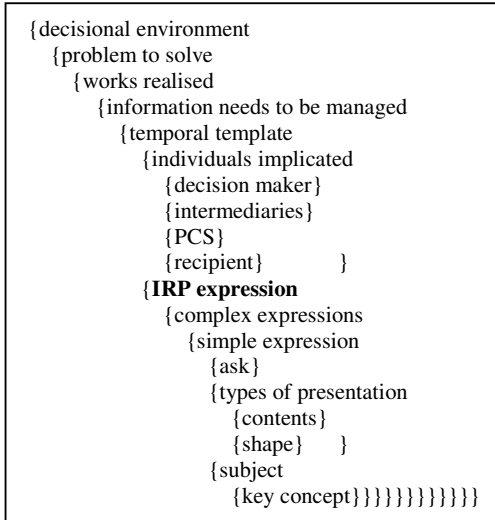 {decisional environment
{problem to solve
{works realised
{information needs to be managed
{temporal template
{individuals implicated
{decision maker}
{intermediaries}
{PCS}
{recipient} }
{IRP expression
{complex expressions
{simple expression
{ask}
{types of presentation
{contents}
{shape} }
{subject
{key concept}}}}}}}}}}}}